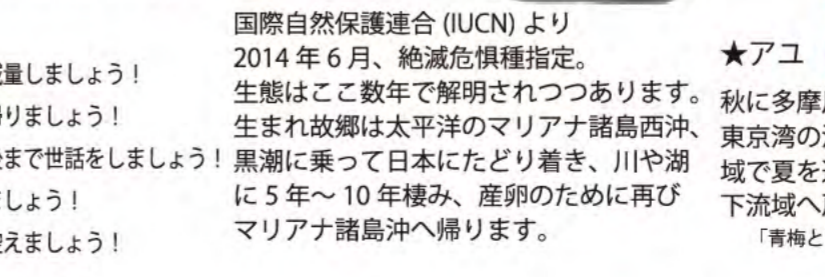 量しましょう！
りましょう！
まで世話をしましょう！
しましょう！
えましょう！
国際自然保護連合 (IUCN) より
2014 年 6 月、絶滅危惧種指定。
生態はここ数年で解明されつつあります。
生まれ故郷は太平洋のマリアナ諸島西沖、
黒潮に乗って日本にたどり着き、川や湖
に 5 年〜 10 年棲み、産卵のために再び
マリアナ諸島沖へ帰ります。
★アユ
秋に多摩
東京湾の
域で夏を
下流域へ
「青梅と